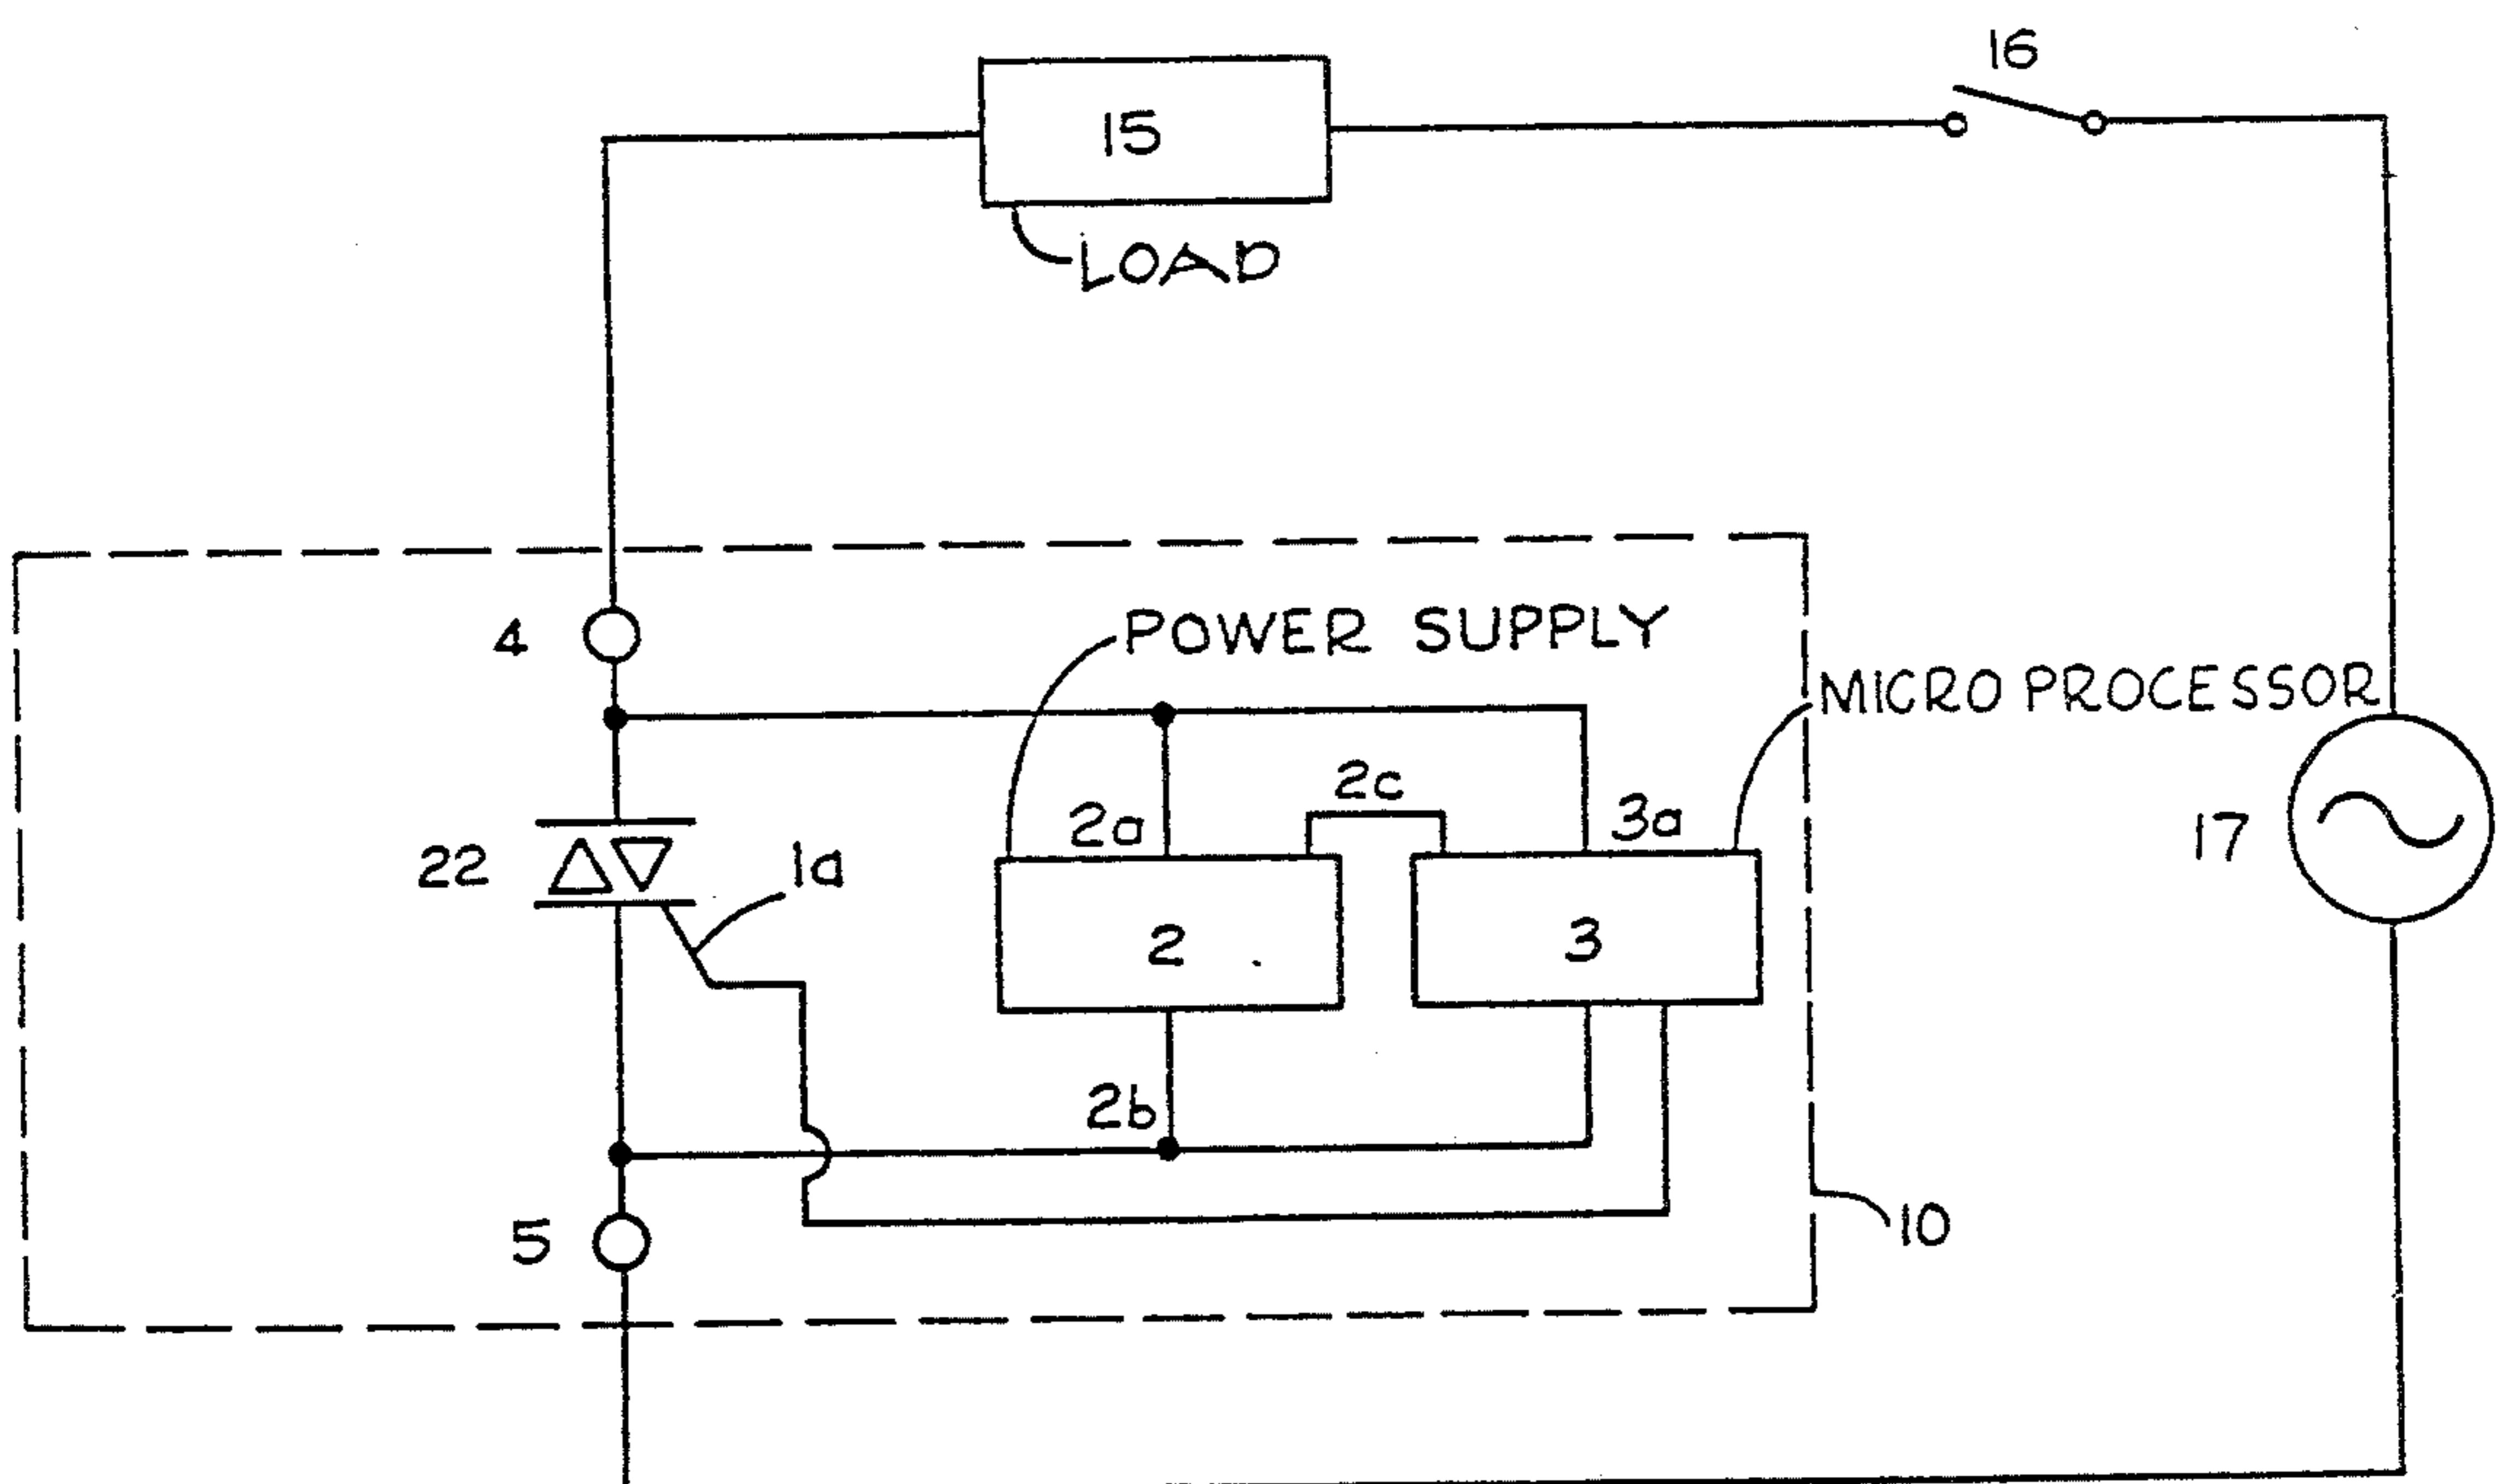 16
15
LOAD
4
POWER SUPPLY
MICRO PROCESSOR
2c
2a
3a
22
1a
17
2
3
2b
5
10